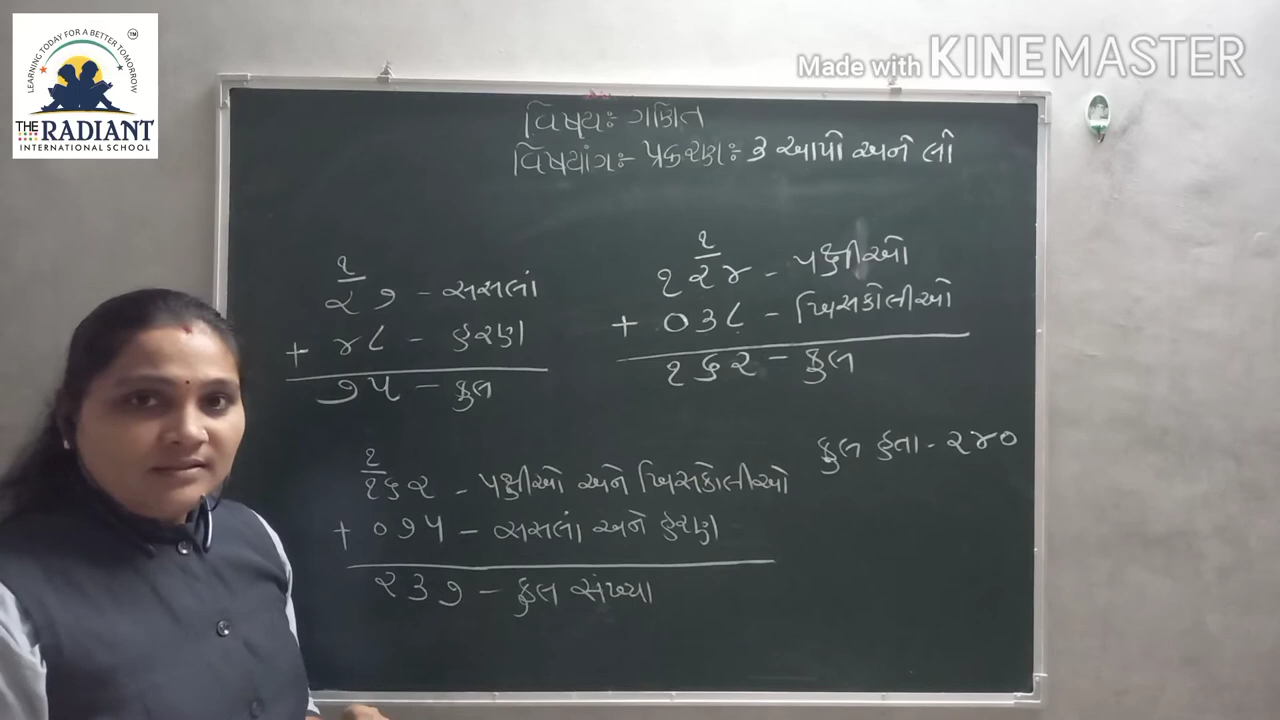 LEARNING TODAY FOR A BETTER TOMORROW
TM
THE RADIANT
INTERNATIONAL SCHOOL
Made with KINEMASTER
વિષયઃ- ગણિત
વિષયાંગઃ- પ્રકરણઃ- ૩ આપો અને લો
૧
૨૭ - સસલાં
+ ૪૮ - હરણ
૭૫ - કુલ
૧
૧૨૪ - પક્ષીઓ
+ ૦૩૮ - ખિસકોલીઓ
૧૬૨ - કુલ
કુલ હતા - ૨૪૦
૧
૧૬૨ - પક્ષીઓ અને ખિસકોલીઓ
+ ૦૭૫ - સસલાં અને હરણ
૨૩૭ - કુલ સંખ્યા